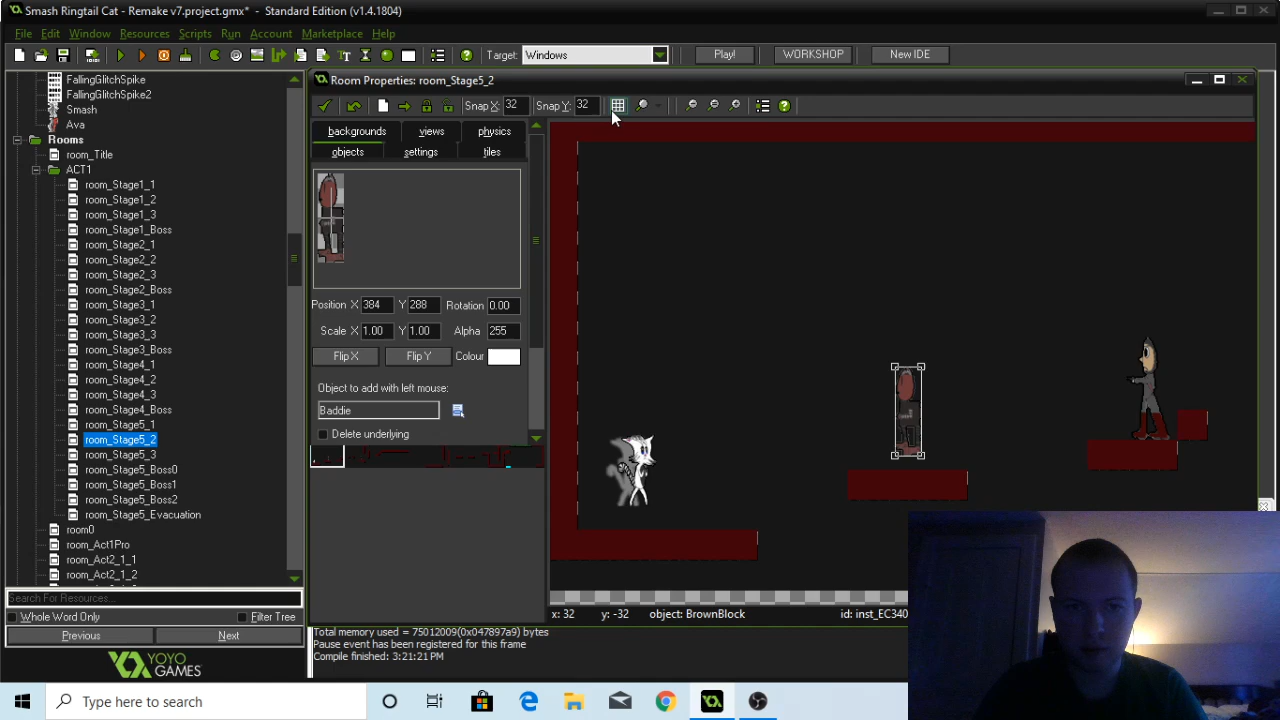 Smash Ringtail Cat - Remake v7.project.gmx* - Standard Edition (v1.4.1804)
File Edit Window Resources Scripts Run Account Marketplace Help
Target: Windows Play! WORKSHOP New IDE
FallingGlitchSpike
FallingGlitchSpike2
Smash
Ava
Rooms
room_Title
ACT1
room_Stage1_1
room_Stage1_2
room_Stage1_3
room_Stage1_Boss
room_Stage2_1
room_Stage2_2
room_Stage2_3
room_Stage2_Boss
room_Stage3_1
room_Stage3_2
room_Stage3_3
room_Stage3_Boss
room_Stage4_1
room_Stage4_2
room_Stage4_3
room_Stage4_Boss
room_Stage5_1
room_Stage5_2
room_Stage5_3
room_Stage5_Boss0
room_Stage5_Boss1
room_Stage5_Boss2
room_Stage5_Evacuation
room0
room_Act1Pro
room_Act2_1_1
room_Act2_1_2
Search For Resources...
Whole Word Only Filter Tree
Previous Next
YOYO
GAMES
Room Properties: room_Stage5_2
Snap X: 32 Snap Y: 32
backgrounds views physics
objects settings tiles
Position X 384 Y 288 Rotation 0.00
Scale X 1.00 Y 1.00 Alpha 255
Flip X Flip Y Colour
Object to add with left mouse:
Baddie
Delete underlying
x: 32 y: -32 object: BrownBlock id: inst_EC340
Total memory used = 75012009(0x047897a9) bytes
Pause event has been registered for this frame
Compile finished: 3:21:21 PM
Type here to search